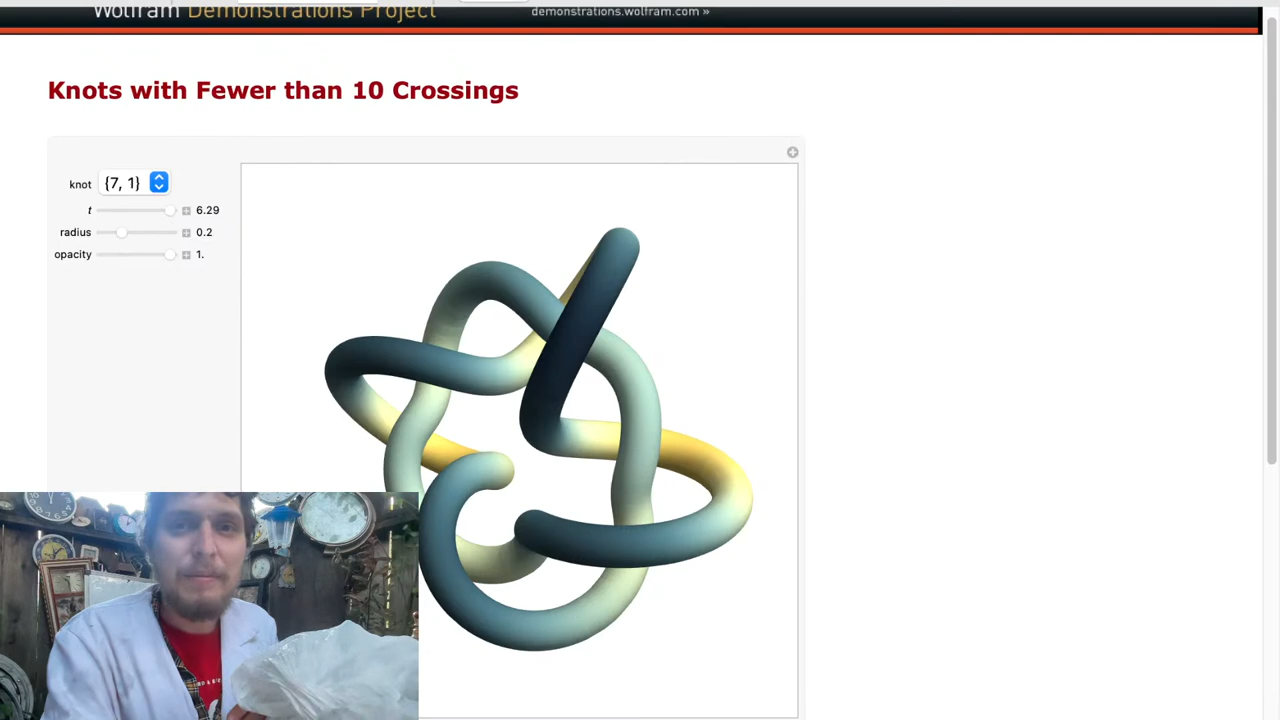 Wolfram Demonstrations Project
demonstrations.wolfram.com »
Knots with Fewer than 10 Crossings
knot {7, 1}
t 6.29
radius 0.2
opacity 1.